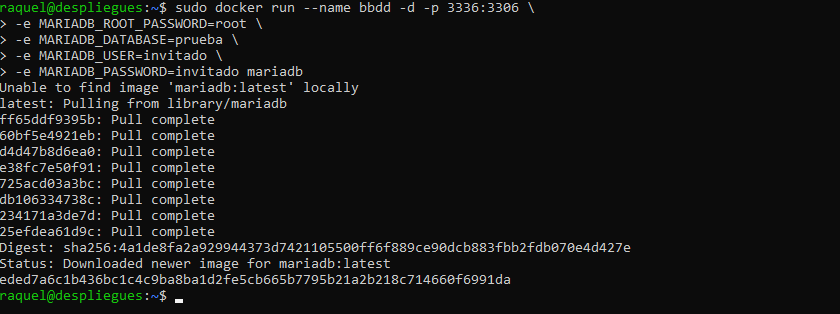 raquel@despliegues:~$ sudo docker run --name bbdd -d -p 3336:3306 \
> -e MARIADB_ROOT_PASSWORD=root \
> -e MARIADB_DATABASE=prueba \
> -e MARIADB_USER=invitado \
> -e MARIADB_PASSWORD=invitado mariadb
Unable to find image 'mariadb:latest' locally
latest: Pulling from library/mariadb
ff65ddf9395b: Pull complete
60bf5e4921eb: Pull complete
d4d47b8d6ea0: Pull complete
e38fc7e50f91: Pull complete
725acd03a3bc: Pull complete
db106334738c: Pull complete
234171a3de7d: Pull complete
25efdea61d9c: Pull complete
Digest: sha256:4a1de8fa2a929944373d7421105500ff6f889ce90dcb883fbb2fdb070e4d427e
Status: Downloaded newer image for mariadb:latest
eded7a6c1b436bc1c4c9ba8ba1d2fe5cb665b7795b21a2b218c714660f6991da
raquel@despliegues:~$